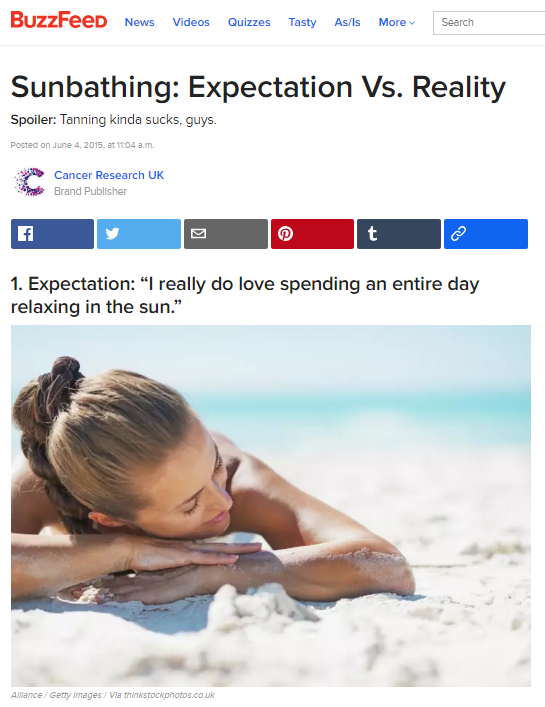 BuzzFeed News Videos Quizzes Tasty As/Is More Search
Sunbathing: Expectation Vs. Reality
Spoiler: Tanning kinda sucks, guys.
Posted on June 4, 2015, at 11:04 a.m.
Cancer Research UK
Brand Publisher
1. Expectation: “I really do love spending an entire day
relaxing in the sun.”
Alliance / Getty Images / Via thinkstockphotos.co.uk